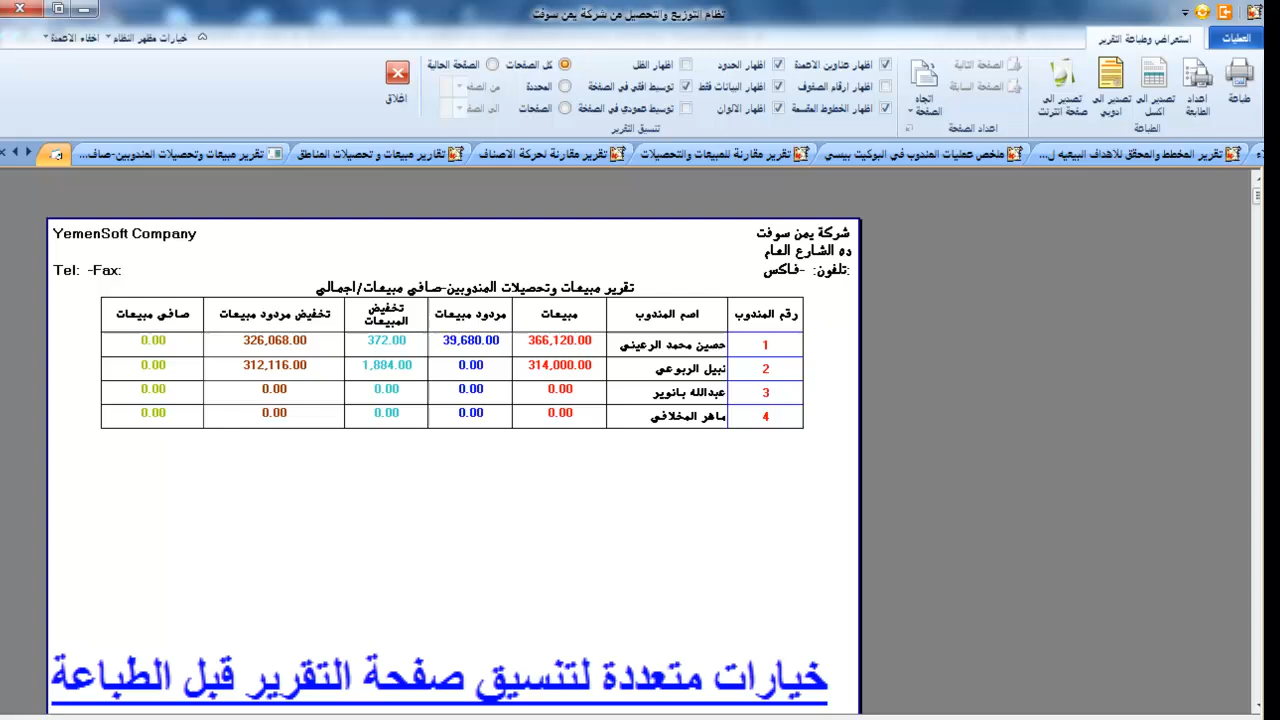 نظام التوزيع والتحصيل من شركة يمن سوفت
العمليات استعراض وطباعة التقرير خيارات مظهر النظام اخفاء الاعمدة
طباعة
اعداد الطابعة
تصدير الى اكسل
تصدير الى ادوبي
تصدير الى صفحة انترنت
الطباعة
الصفحة التالية
الصفحة السابقة
اتجاه الصفحة
اعداد الصفحة
اظهار عناوين الاعمدة اظهار الحدود اظهار الظل كل الصفحات الصفحة الحالية
اظهار ارقام الصفوف اظهار البيانات فقط توسيط افقي في الصفحة المحددة من الصفه
اظهار الخطوط المقسمة اظهار الالوان توسيط عمودي في الصفحة الصفحات الى الصف
تنسيق التقرير
اغلاق
تقرير المخطط والمحقق للاهداف البيعيه ل... ملخص عمليات المندوب في البوكيت بيسي تقرير مقارنة للمبيعات والتحصيلات تقرير مقارنة لحركة الاصناف تقارير مبيعات و تحصيلات المناطق تقرير مبيعات وتحصيلات المندوبين-صاف...
شركة يمن سوفت YemenSoft Company
ده الشارع العام
تلفون: -فاكس: Tel: -Fax:
تقرير مبيعات وتحصيلات المندوبين-صافي مبيعات/اجمالي
رقم المندوب اصم المندوب مبيعات مردود مبيعات تخفيض المبيعات تخفيض مردود مبيعات صافي مبيعات
1 حصين محمد الرعيني 366,120.00 39,680.00 372.00 326,068.00 0.00
2 نبيل الربوعي 314,000.00 0.00 1,884.00 312,116.00 0.00
3 عبدالله بانوير 0.00 0.00 0.00 0.00 0.00
4 ماهر المخلافي 0.00 0.00 0.00 0.00 0.00
خيارات متعددة لتنسيق صفحة التقرير قبل الطباعة